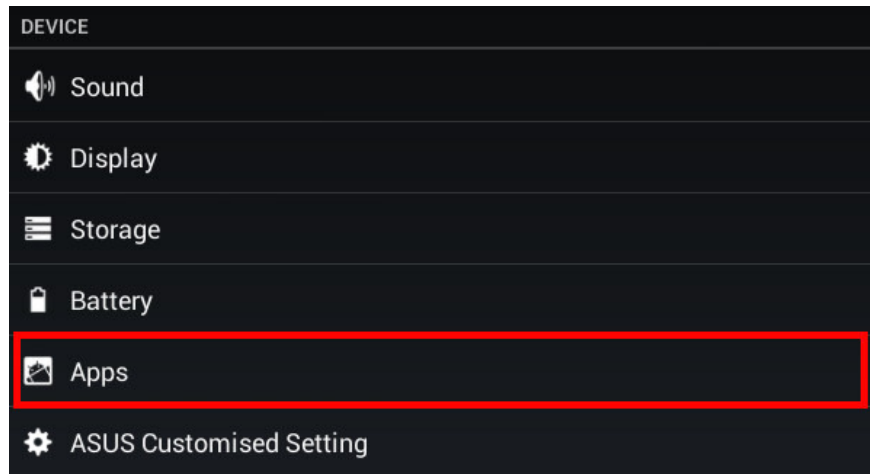 DEVICE
Sound
Display
Storage
Battery
Apps
ASUS Customised Setting